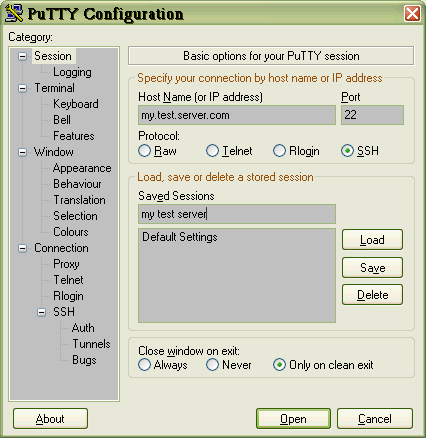 PuTTY Configuration
Category:
Session
Logging
Terminal
Keyboard
Bell
Features
Window
Appearance
Behaviour
Translation
Selection
Colours
Connection
Proxy
Telnet
Rlogin
SSH
Auth
Tunnels
Bugs
Basic options for your PuTTY session
Specify your connection by host name or IP address
Host Name (or IP address) Port
my.test.server.com 22
Protocol:
Raw Telnet Rlogin SSH
Load, save or delete a stored session
Saved Sessions
my test server
Default Settings
Load
Save
Delete
Close window on exit:
Always Never Only on clean exit
About Open Cancel